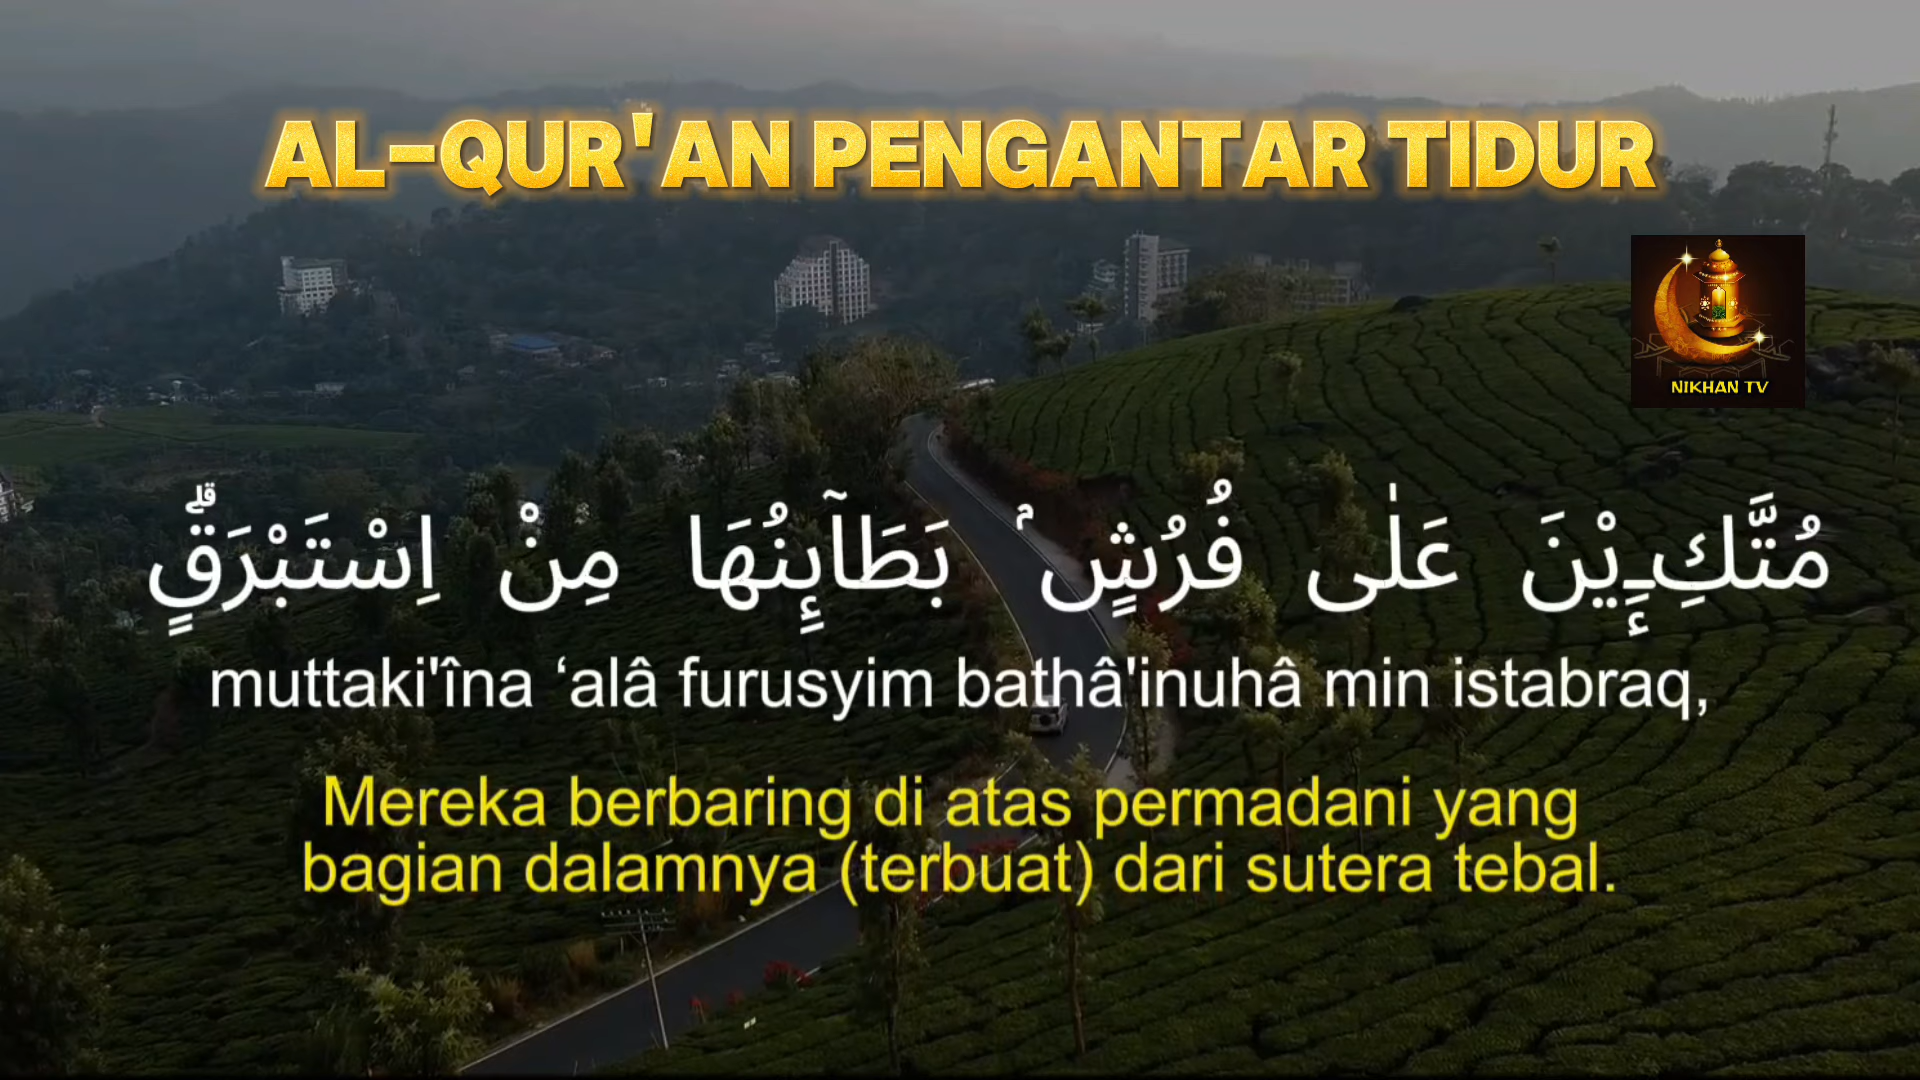 AL-QUR'AN PENGANTAR TIDUR
NIKHAN TV
مُتَّكِـِٕيْنَ عَلٰى فُرُشٍ ۢ بَطَاۤىِٕنُهَا مِنْ اِسْتَبْرَقٍۗ
muttaki'îna ‘alâ furusyim bathâ'inuhâ min istabraq,
Mereka berbaring di atas permadani yang
bagian dalamnya (terbuat) dari sutera tebal.